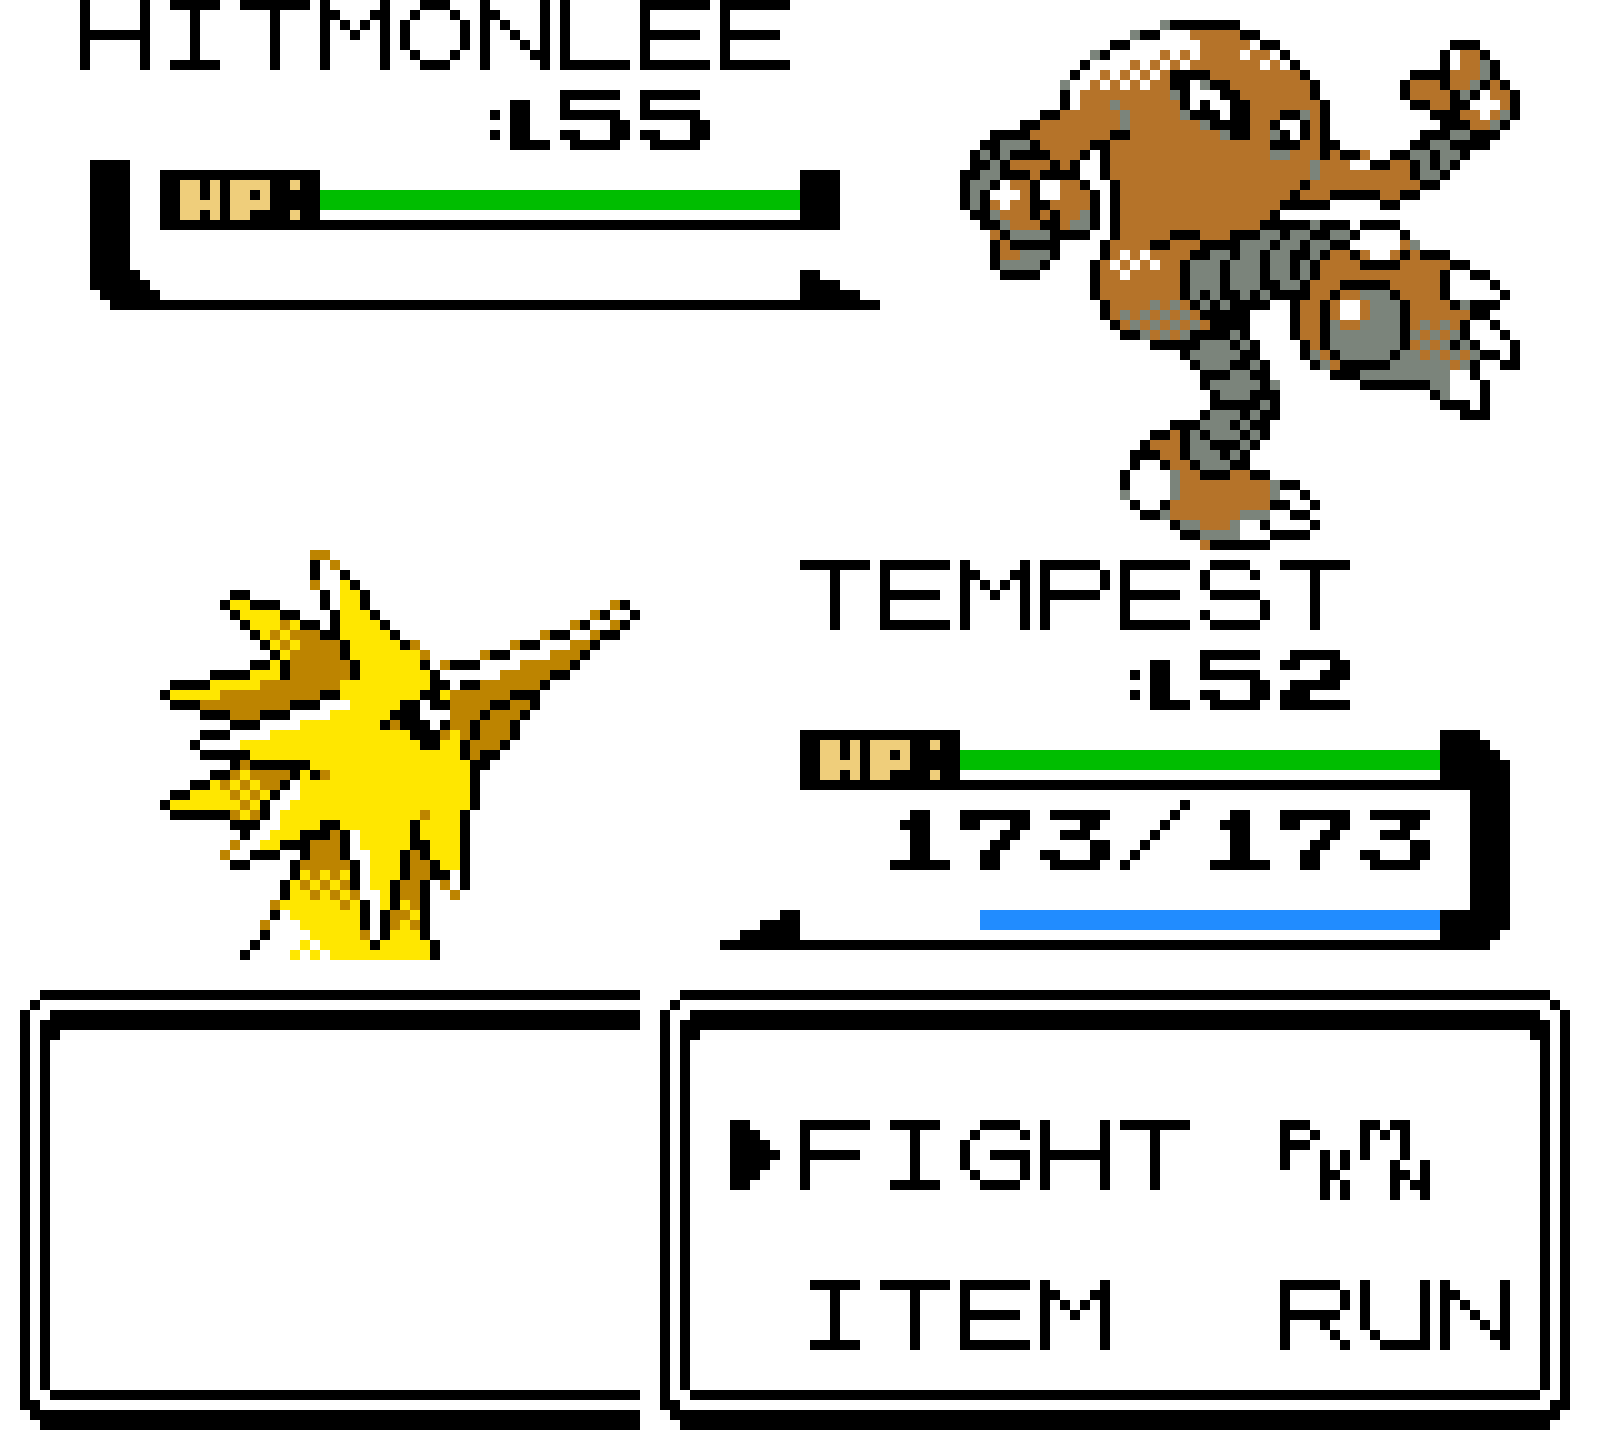 HITMONLEE
:L55
HP:
TEMPEST
:L52
HP:
173/173
▶FIGHT PKMN
ITEM RUN